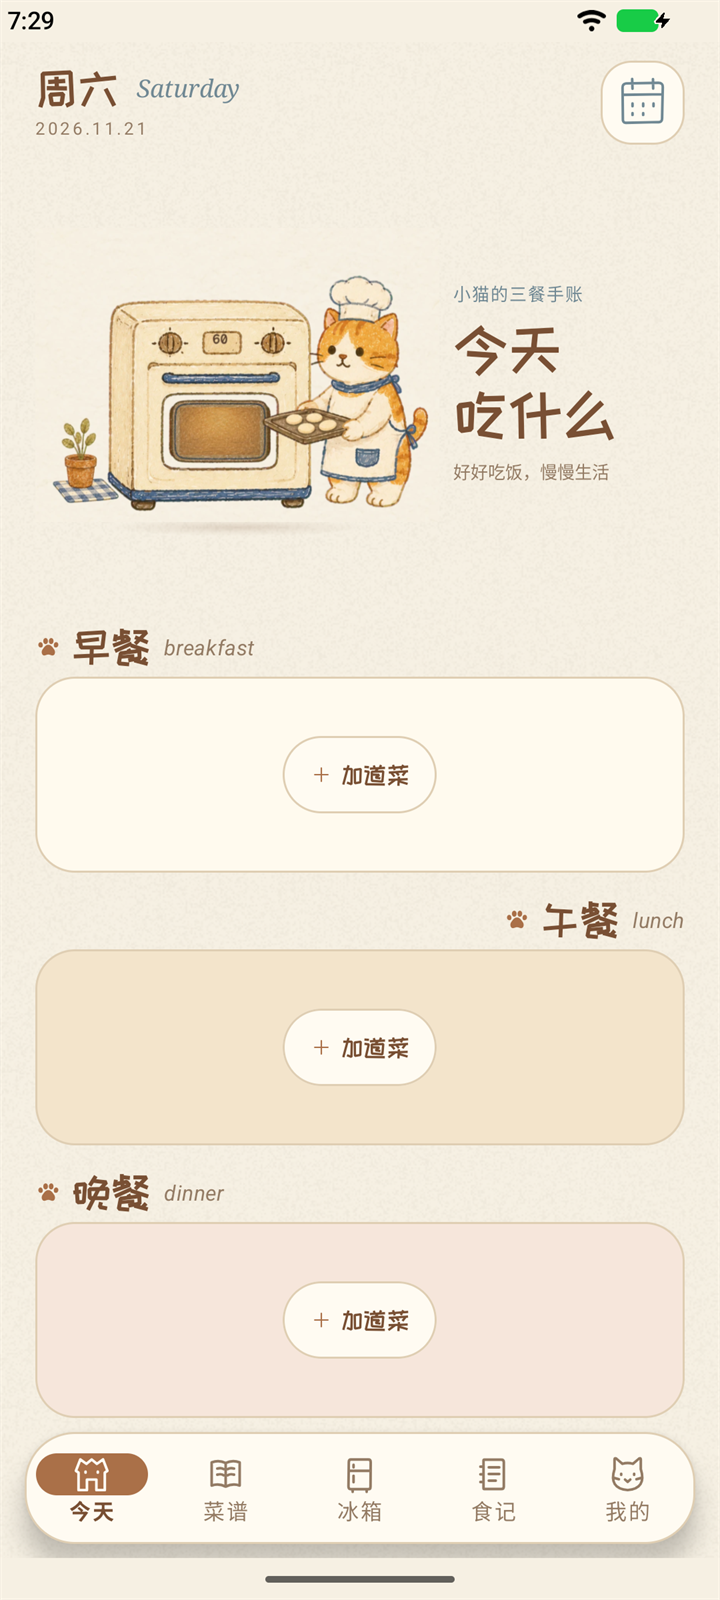 7:29
周六 Saturday
2026.11.21
60
小猫的三餐手账
今天
吃什么
好好吃饭，慢慢生活
早餐 breakfast
+ 加道菜
午餐 lunch
+ 加道菜
晚餐 dinner
+ 加道菜
今天 菜谱 冰箱 食记 我的